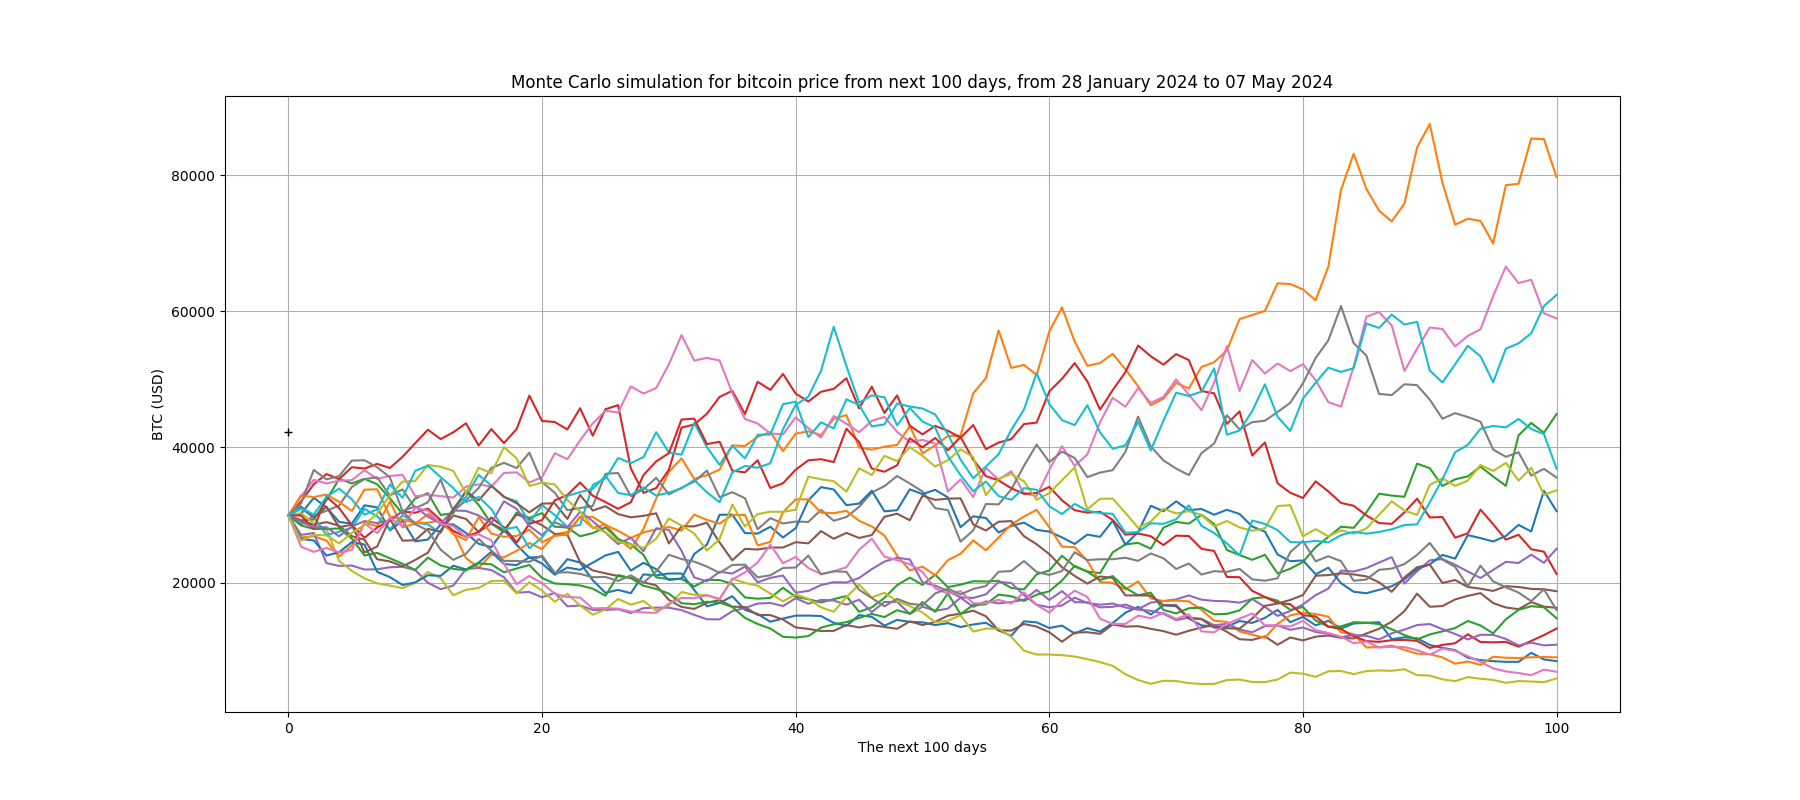 Monte Carlo simulation for bitcoin price from next 100 days, from 28 January 2024 to 07 May 2024
BTC (USD)
80000
60000
40000
20000
0 20 40 60 80 100
The next 100 days